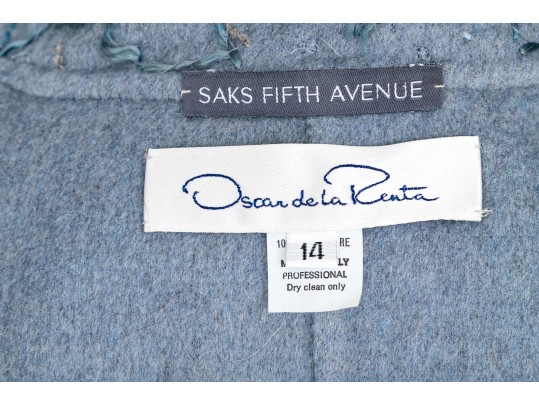 SAKS FIFTH AVENUE
Oscar de la Renta
14
PROFESSIONAL
Dry clean only